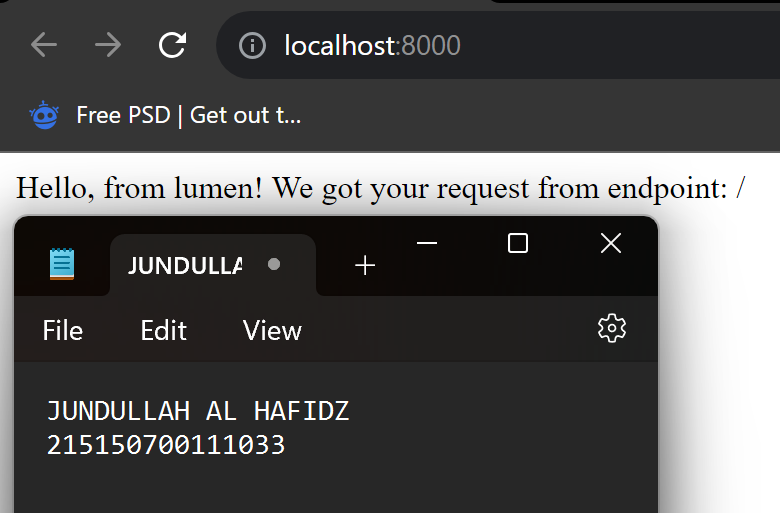 localhost:8000
Free PSD | Get out t...
Hello, from lumen! We got your request from endpoint: /
JUNDULLA
File Edit View
JUNDULLAH AL HAFIDZ
215150700111033